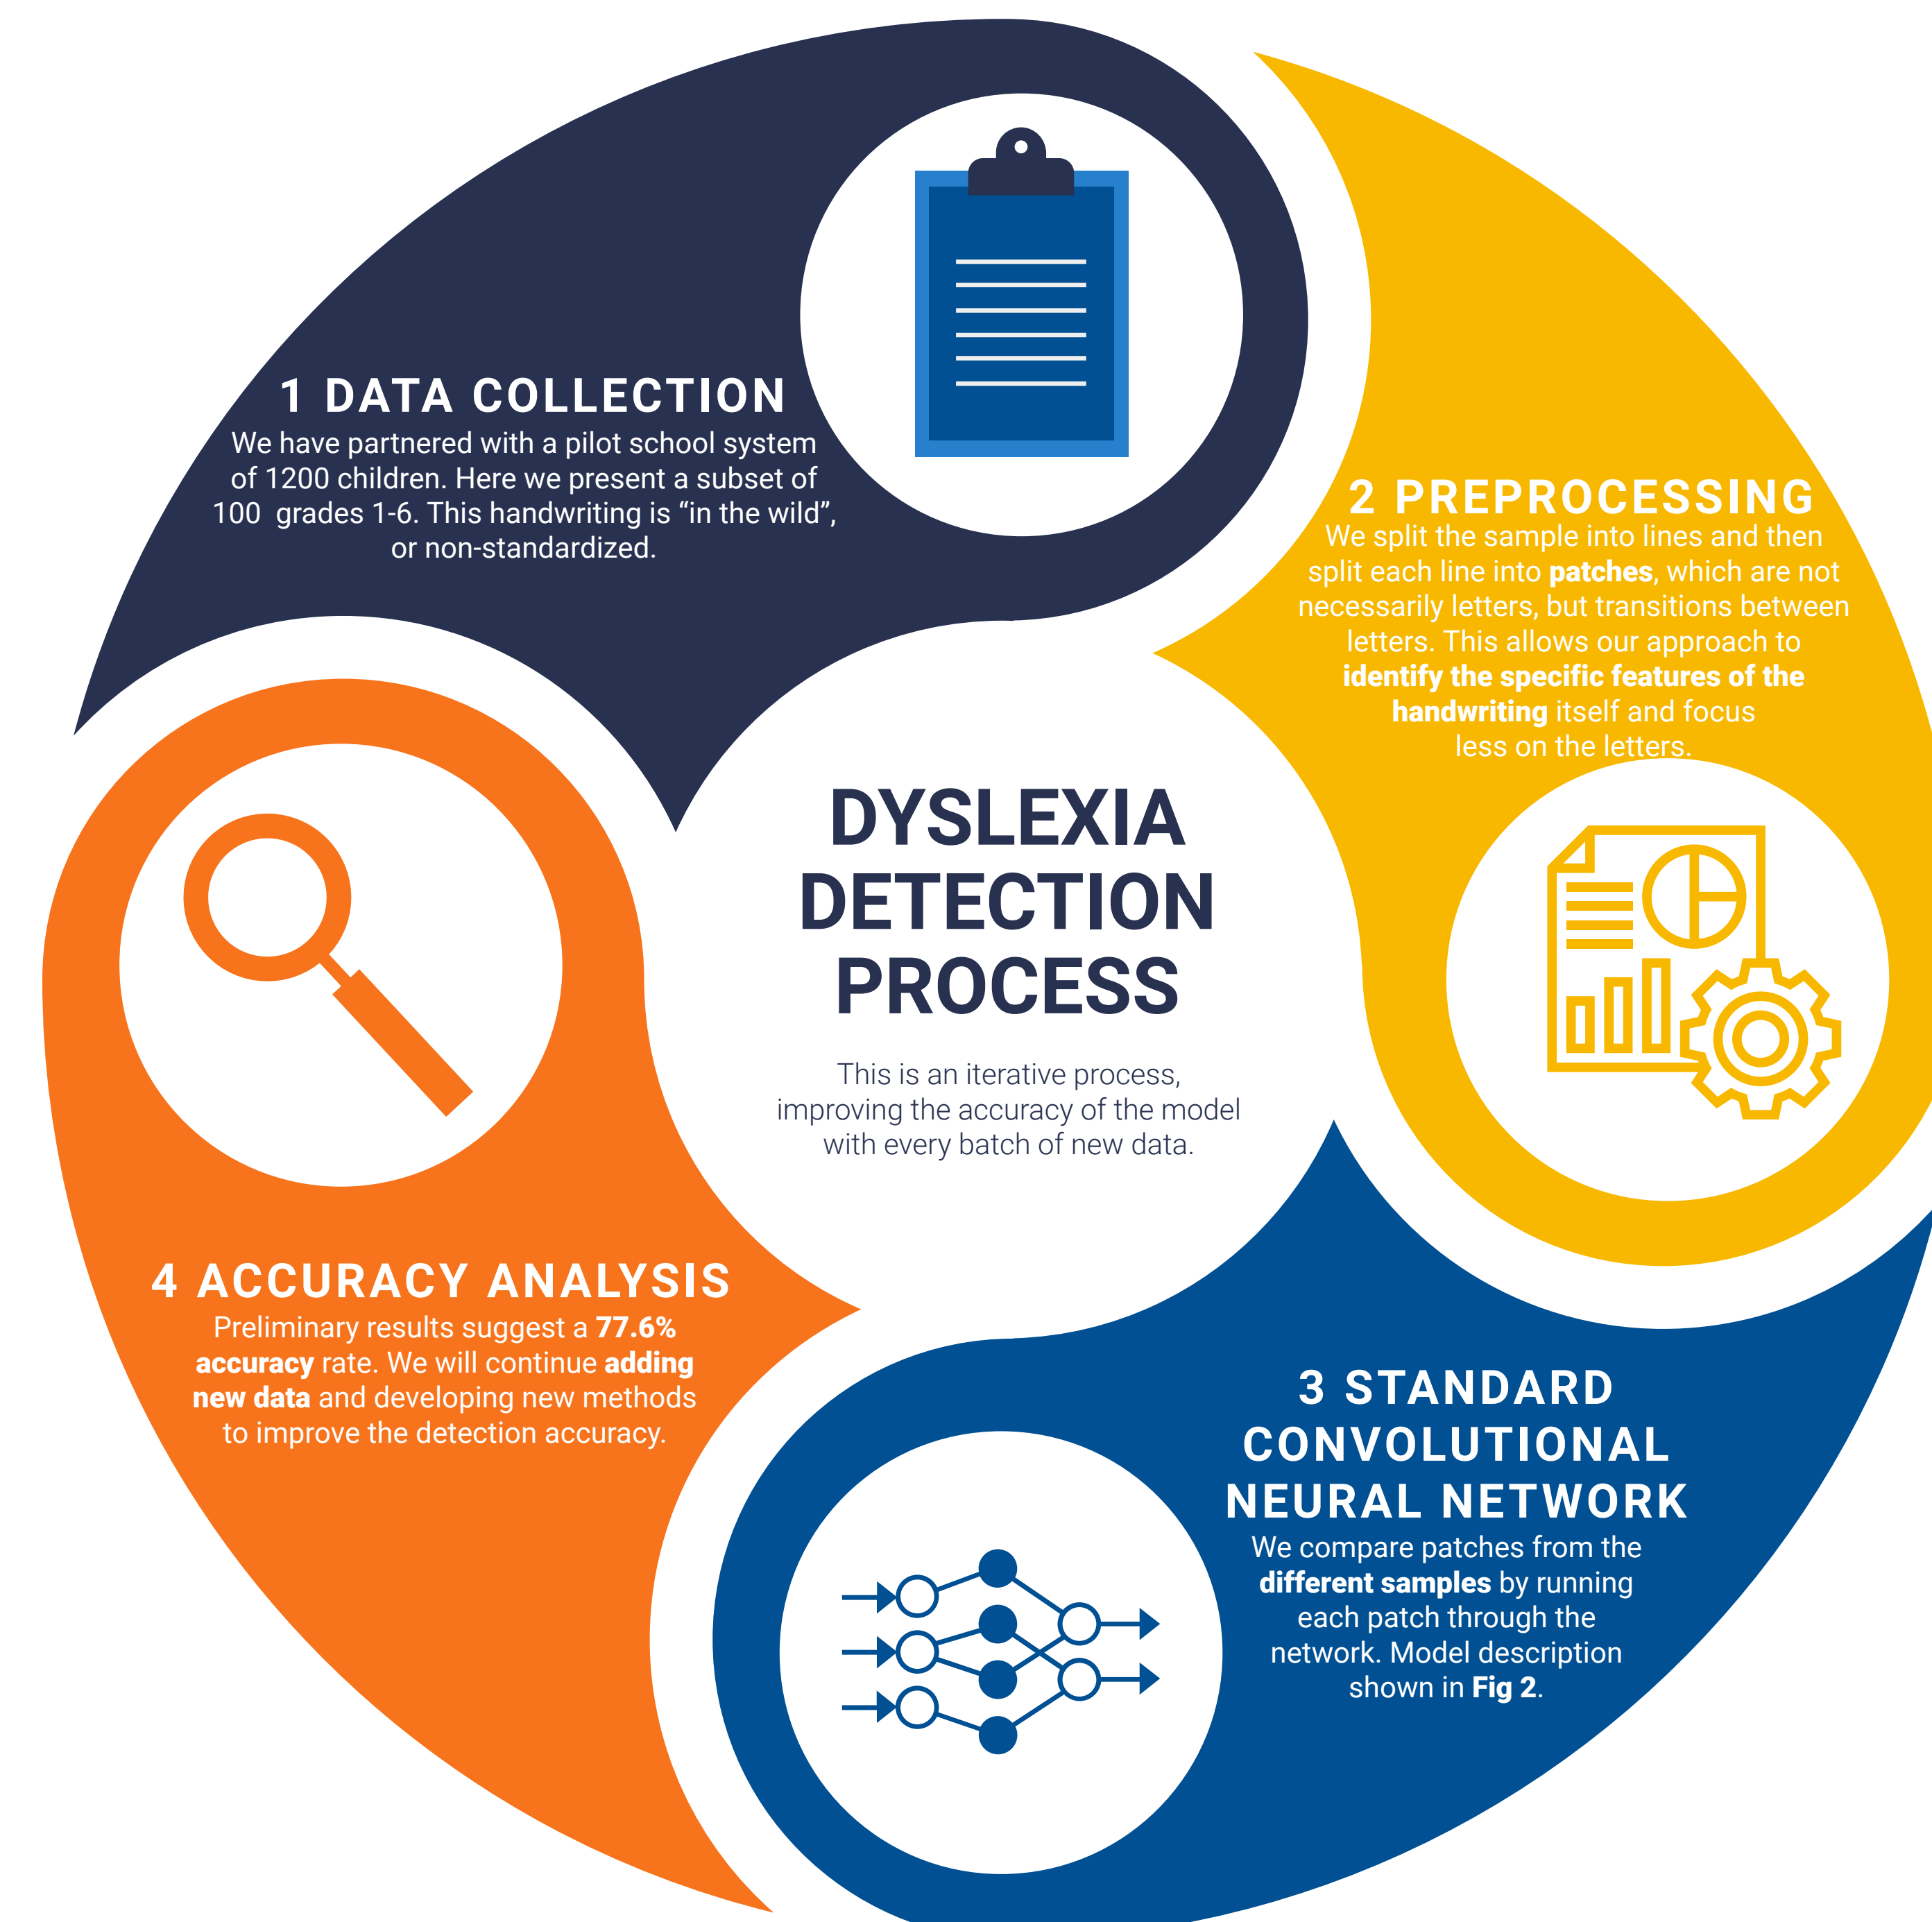 1 DATA COLLECTION
We have partnered with a pilot school system
of 1200 children. Here we present a subset of
100 grades 1-6. This handwriting is “in the wild”,
or non-standardized.
2 PREPROCESSING
We split the sample into lines and then
split each line into patches, which are not
necessarily letters, but transitions between
letters. This allows our approach to
identify the specific features of the
handwriting itself and focus
less on the letters.
DYSLEXIA
DETECTION
PROCESS
This is an iterative process,
improving the accuracy of the model
with every batch of new data.
3 STANDARD
CONVOLUTIONAL
NEURAL NETWORK
We compare patches from the
different samples by running
each patch through the
network. Model description
shown in Fig 2.
4 ACCURACY ANALYSIS
Preliminary results suggest a 77.6%
accuracy rate. We will continue adding
new data and developing new methods
to improve the detection accuracy.